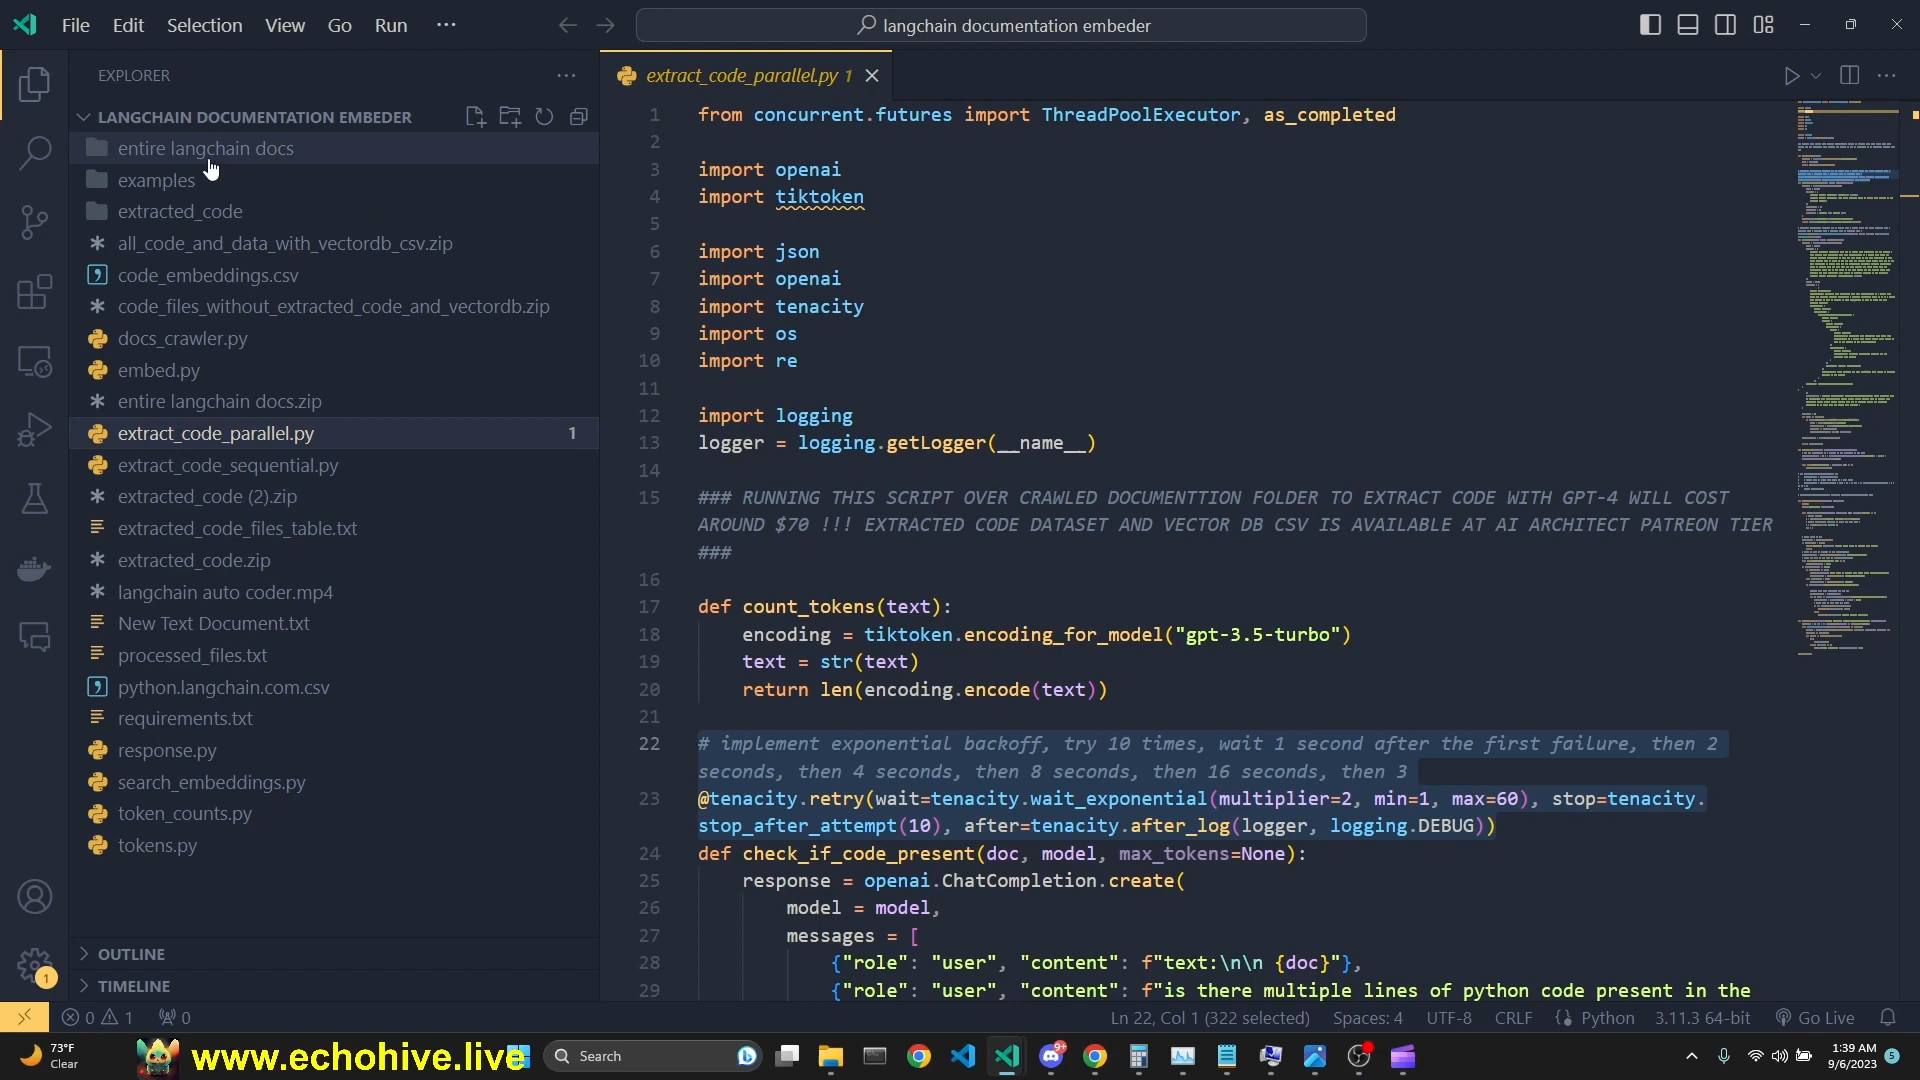 File Edit Selection View Go Run ···
langchain documentation embeder
EXPLORER
LANGCHAIN DOCUMENTATION EMBEDER
entire langchain docs
examples
extracted_code
all_code_and_data_with_vectordb_csv.zip
code_embeddings.csv
code_files_without_extracted_code_and_vectordb.zip
docs_crawler.py
embed.py
entire langchain docs.zip
extract_code_parallel.py 1
extract_code_sequential.py
extracted_code (2).zip
extracted_code_files_table.txt
extracted_code.zip
langchain auto coder.mp4
New Text Document.txt
processed_files.txt
python.langchain.com.csv
requirements.txt
response.py
search_embeddings.py
token_counts.py
tokens.py
OUTLINE
TIMELINE
1
extract_code_parallel.py 1
1 from concurrent.futures import ThreadPoolExecutor, as_completed
2
3 import openai
4 import tiktoken
5
6 import json
7 import openai
8 import tenacity
9 import os
10 import re
11
12 import logging
13 logger = logging.getLogger(__name__)
14
15 ### RUNNING THIS SCRIPT OVER CRAWLED DOCUMENTTION FOLDER TO EXTRACT CODE WITH GPT-4 WILL COST
AROUND $70 !!! EXTRACTED CODE DATASET AND VECTOR DB CSV IS AVAILABLE AT AI ARCHITECT PATREON TIER
###
16
17 def count_tokens(text):
18 encoding = tiktoken.encoding_for_model("gpt-3.5-turbo")
19 text = str(text)
20 return len(encoding.encode(text))
21
22 # implement exponential backoff, try 10 times, wait 1 second after the first failure, then 2
seconds, then 4 seconds, then 8 seconds, then 16 seconds, then 3
23 @tenacity.retry(wait=tenacity.wait_exponential(multiplier=2, min=1, max=60), stop=tenacity.
stop_after_attempt(10), after=tenacity.after_log(logger, logging.DEBUG))
24 def check_if_code_present(doc, model, max_tokens=None):
25 response = openai.ChatCompletion.create(
26 model = model,
27 messages = [
28 {"role": "user", "content": f"text:\n\n {doc}"},
29 {"role": "user", "content": f"is there multiple lines of python code present in the
0 1 0
Ln 22, Col 1 (322 selected) Spaces: 4 UTF-8 CRLF Python 3.11.3 64-bit Go Live
73°F
Clear
www.echohive.live
Search
9+
1:39 AM
9/6/2023
5